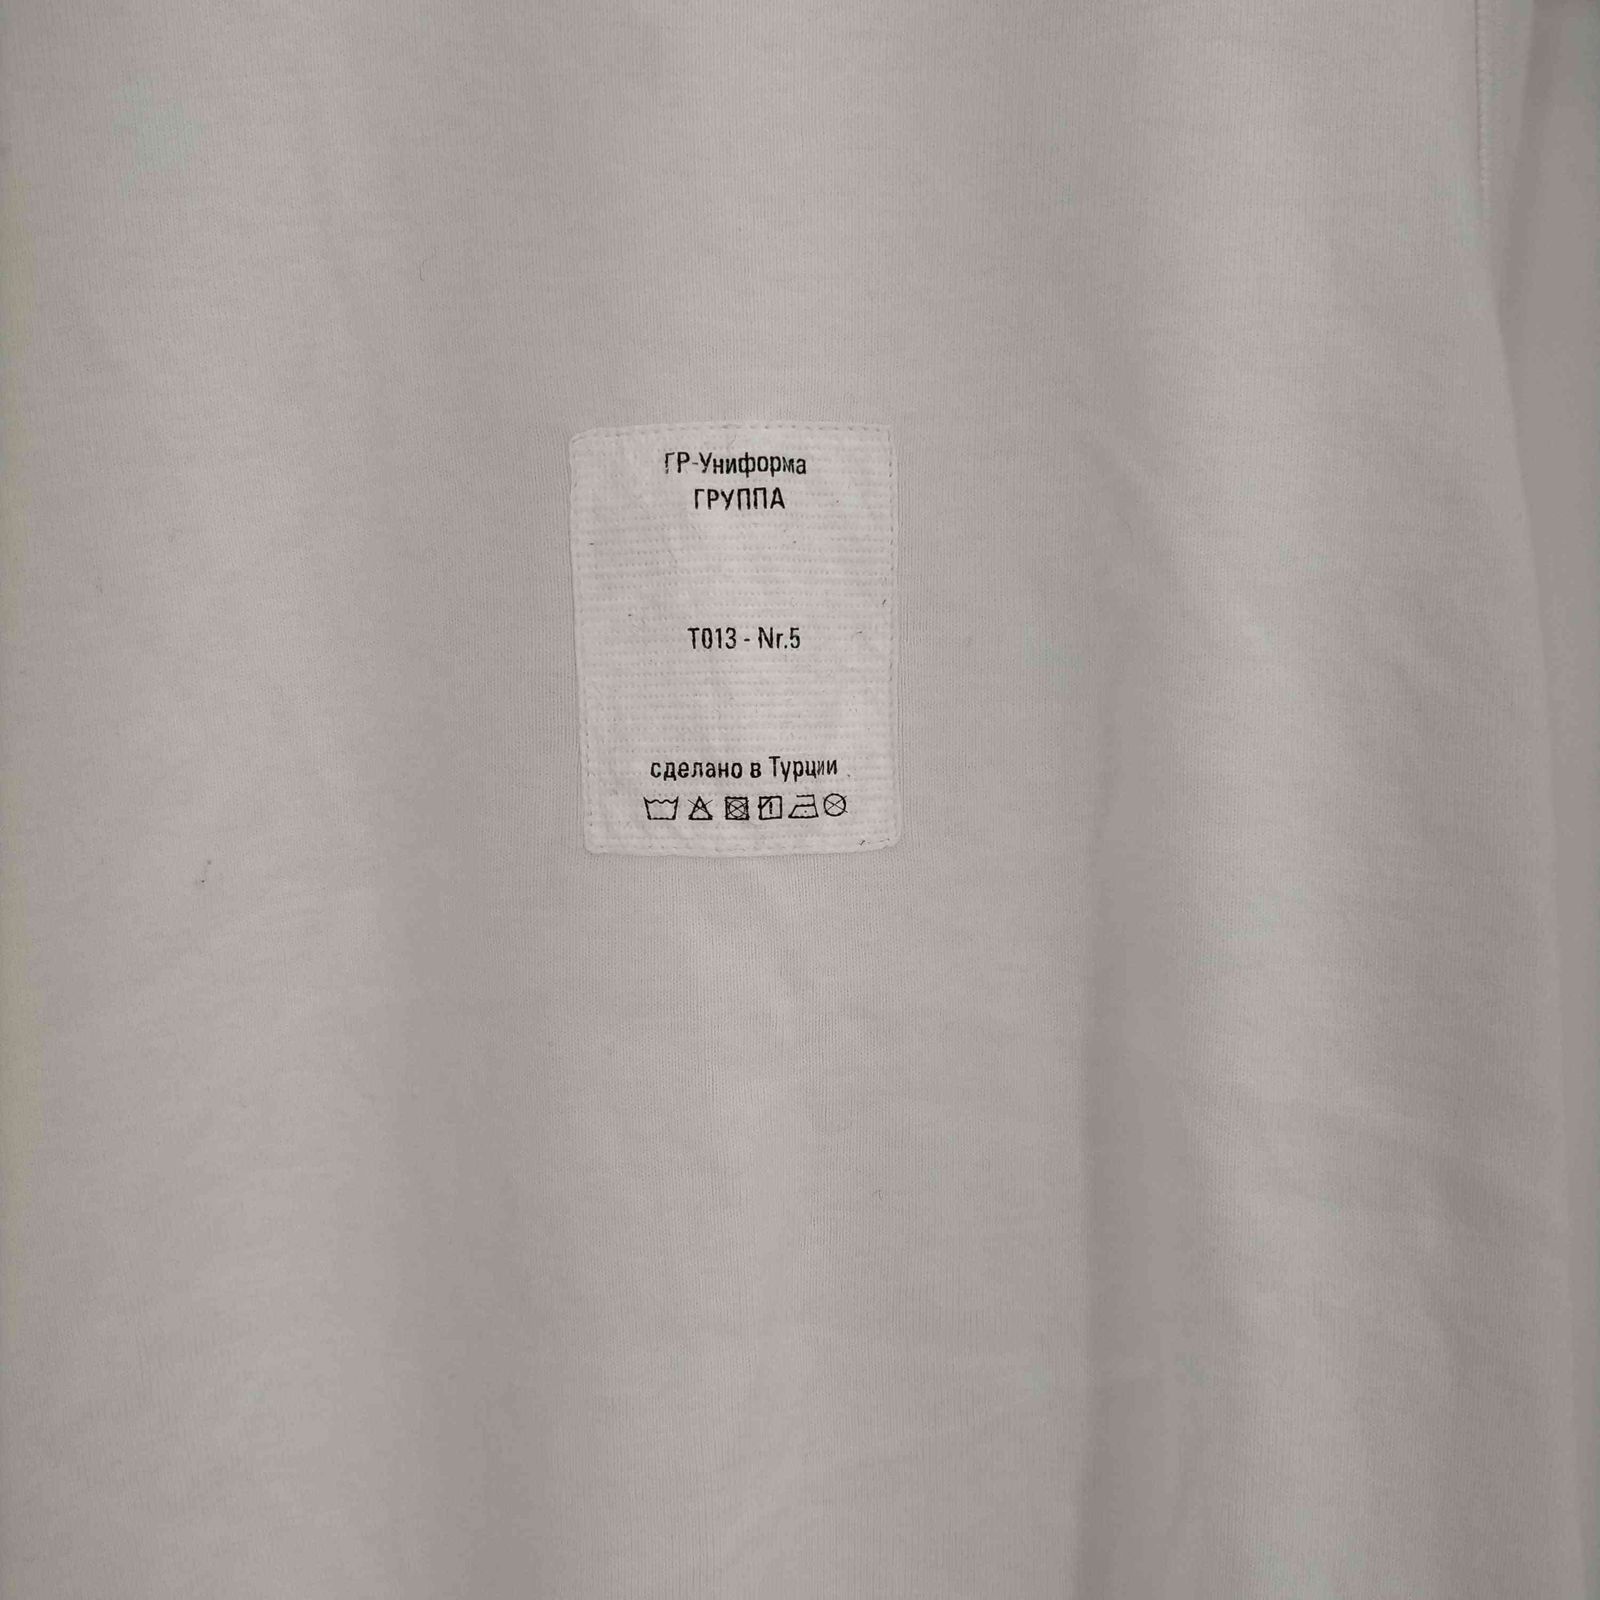 ГР-Униформа
ГРУППА
T013 - Nr.5
сделано в Турции